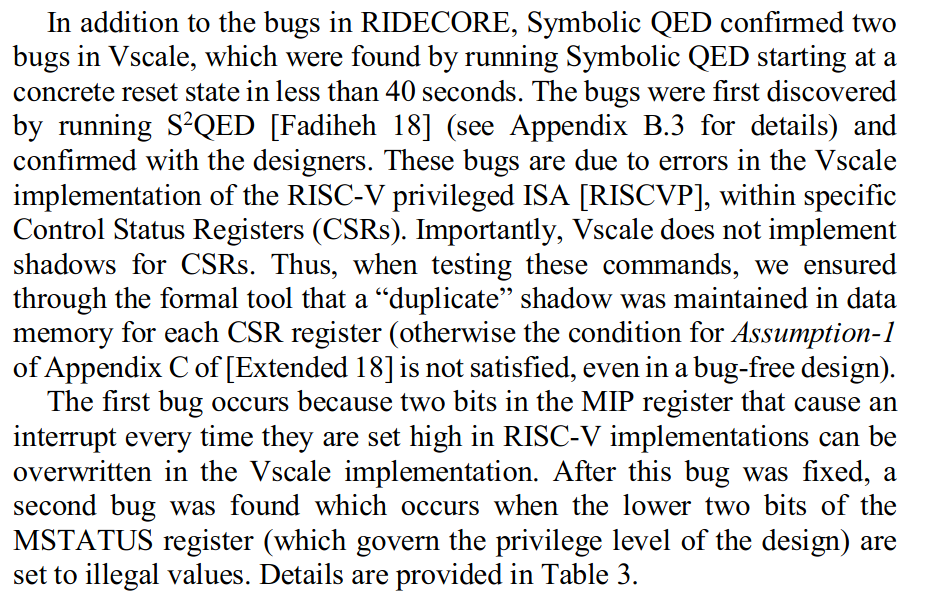 In addition to the bugs in RIDECORE, Symbolic QED confirmed two
bugs in Vscale, which were found by running Symbolic QED starting at a
concrete reset state in less than 40 seconds. The bugs were first discovered
by running S²QED [Fadiheh 18] (see Appendix B.3 for details) and
confirmed with the designers. These bugs are due to errors in the Vscale
implementation of the RISC-V privileged ISA [RISCVP], within specific
Control Status Registers (CSRs). Importantly, Vscale does not implement
shadows for CSRs. Thus, when testing these commands, we ensured
through the formal tool that a “duplicate” shadow was maintained in data
memory for each CSR register (otherwise the condition for Assumption-1
of Appendix C of [Extended 18] is not satisfied, even in a bug-free design).
The first bug occurs because two bits in the MIP register that cause an
interrupt every time they are set high in RISC-V implementations can be
overwritten in the Vscale implementation. After this bug was fixed, a
second bug was found which occurs when the lower two bits of the
MSTATUS register (which govern the privilege level of the design) are
set to illegal values. Details are provided in Table 3.